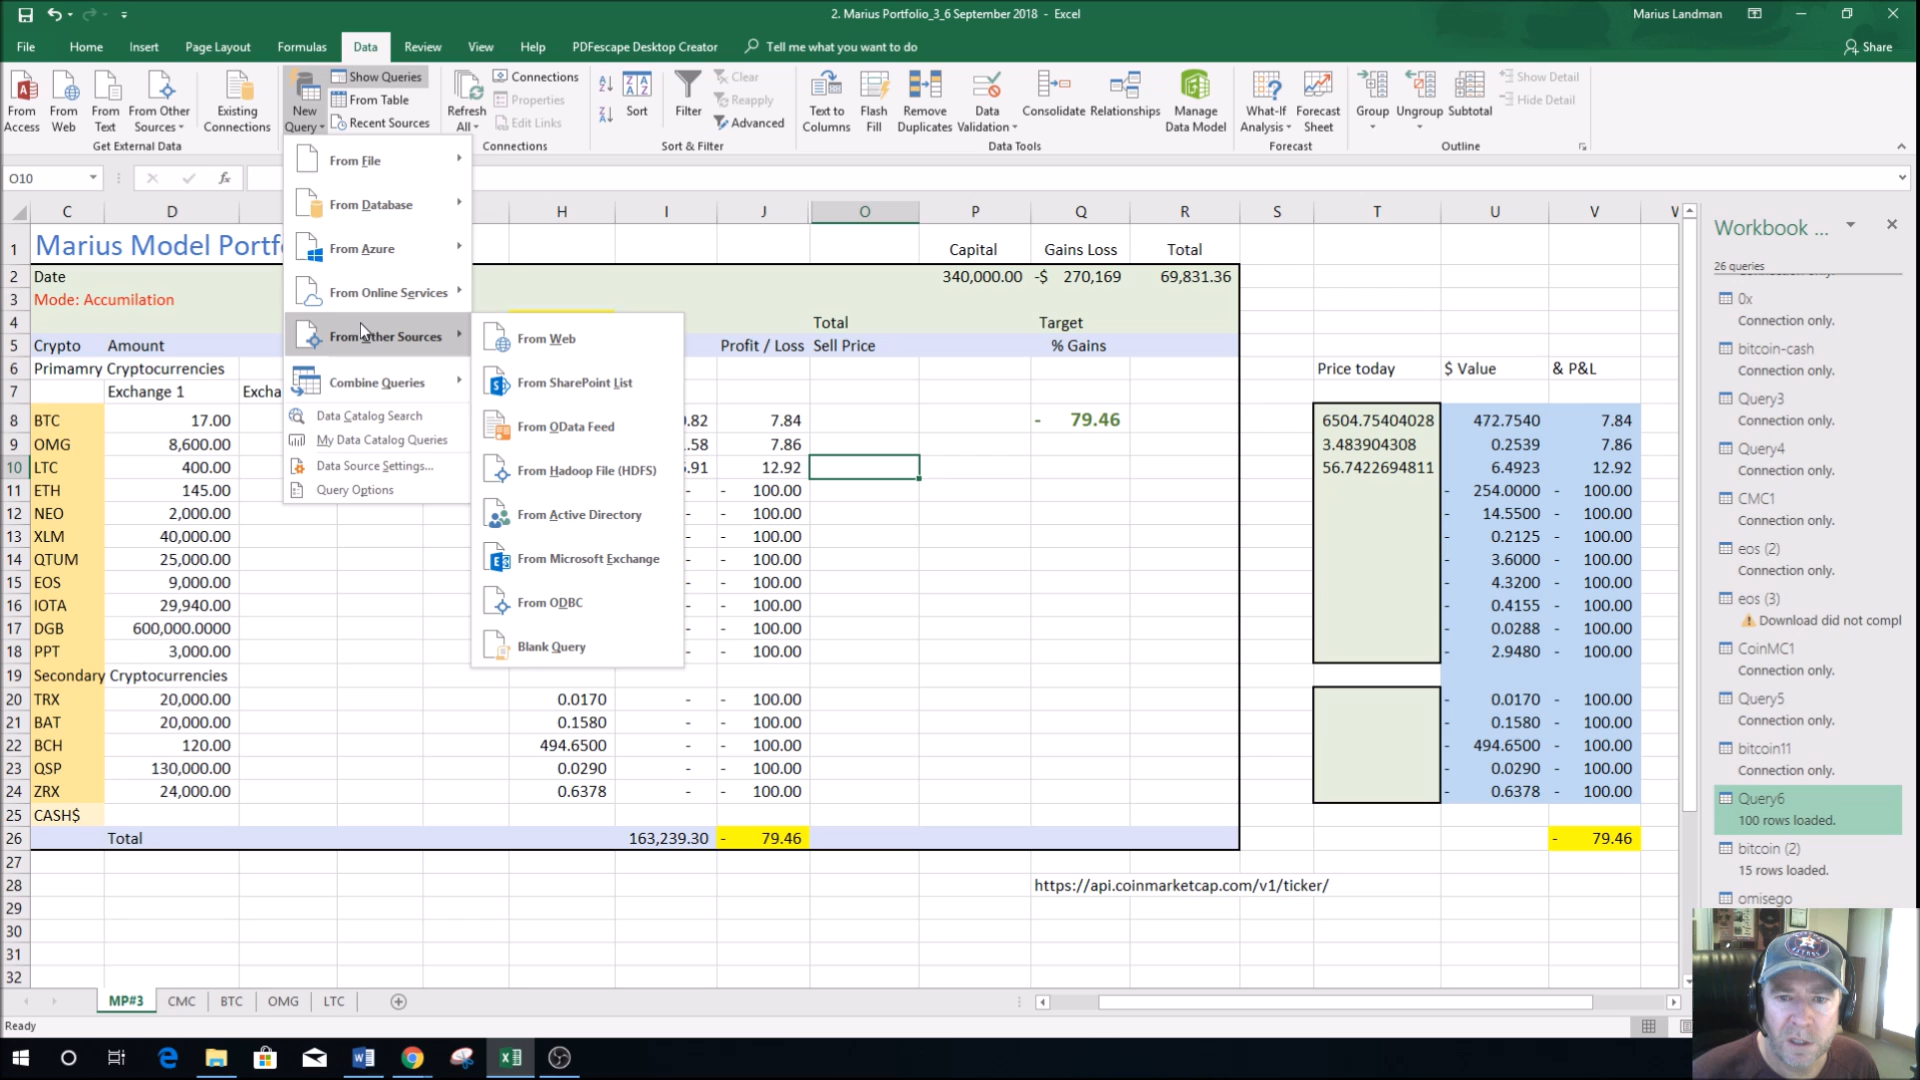 2. Marius Portfolio_3_6 September 2018 - Excel
Marius Landman
File Home Insert Page Layout Formulas Data Review View Help PDFescape Desktop Creator Tell me what you want to do Share
From Access
From Web
From Text
From Other Sources
Existing Connections
Get External Data
New Query
Show Queries
From Table
Recent Sources
Refresh All
Connections
Properties
Edit Links
Connections
Sort
Filter
Clear
Reapply
Advanced
Sort & Filter
Text to Columns
Flash Fill
Remove Duplicates
Data Validation
Consolidate
Relationships
Manage Data Model
Data Tools
What-If Analysis
Forecast Sheet
Forecast
Group
Ungroup
Subtotal
Show Detail
Hide Detail
Outline
O10
fx
From File
From Database
From Azure
From Online Services
From Other Sources
Combine Queries
Data Catalog Search
My Data Catalog Queries
Data Source Settings...
Query Options
From Web
From SharePoint List
From OData Feed
From Hadoop File (HDFS)
From Active Directory
From Microsoft Exchange
From ODBC
Blank Query
C D H I J O P Q R S T U V
1 Marius Model Portf Capital Gains Loss Total
2 Date 340,000.00 -$ 270,169 69,831.36
3 Mode: Accumilation
4 Total Target
5 Crypto Amount Profit / Loss Sell Price % Gains
6 Primamry Cryptocurrencies Price today $ Value & P&L
7 Exchange 1 Excha
8 BTC 17.00 .82 7.84 - 79.46 6504.75404028 472.7540 7.84
9 OMG 8,600.00 .58 7.86 3.483904308 0.2539 7.86
10 LTC 400.00 .91 12.92 56.7422694811 6.4923 12.92
11 ETH 145.00 - - 100.00 - 254.0000 - 100.00
12 NEO 2,000.00 - - 100.00 - 14.5500 - 100.00
13 XLM 40,000.00 - - 100.00 - 0.2125 - 100.00
14 QTUM 25,000.00 - - 100.00 - 3.6000 - 100.00
15 EOS 9,000.00 - - 100.00 - 4.3200 - 100.00
16 IOTA 29,940.00 - - 100.00 - 0.4155 - 100.00
17 DGB 600,000.0000 - - 100.00 - 0.0288 - 100.00
18 PPT 3,000.00 - - 100.00 - 2.9480 - 100.00
19 Secondary Cryptocurrencies
20 TRX 20,000.00 0.0170 - - 100.00 - 0.0170 - 100.00
21 BAT 20,000.00 0.1580 - - 100.00 - 0.1580 - 100.00
22 BCH 120.00 494.6500 - - 100.00 - 494.6500 - 100.00
23 QSP 130,000.00 0.0290 - - 100.00 - 0.0290 - 100.00
24 ZRX 24,000.00 0.6378 - - 100.00 - 0.6378 - 100.00
25 CASH$
26 Total 163,239.30 - 79.46 - 79.46
27
28 https://api.coinmarketcap.com/v1/ticker/
29
30
31
32
Workbook ...
26 queries
0x
Connection only.
bitcoin-cash
Connection only.
Query3
Connection only.
Query4
Connection only.
CMC1
Connection only.
eos (2)
Connection only.
eos (3)
Download did not compl
CoinMC1
Connection only.
Query5
Connection only.
bitcoin11
Connection only.
Query6
100 rows loaded.
bitcoin (2)
15 rows loaded.
omisego
MP#3 CMC BTC OMG LTC
Ready